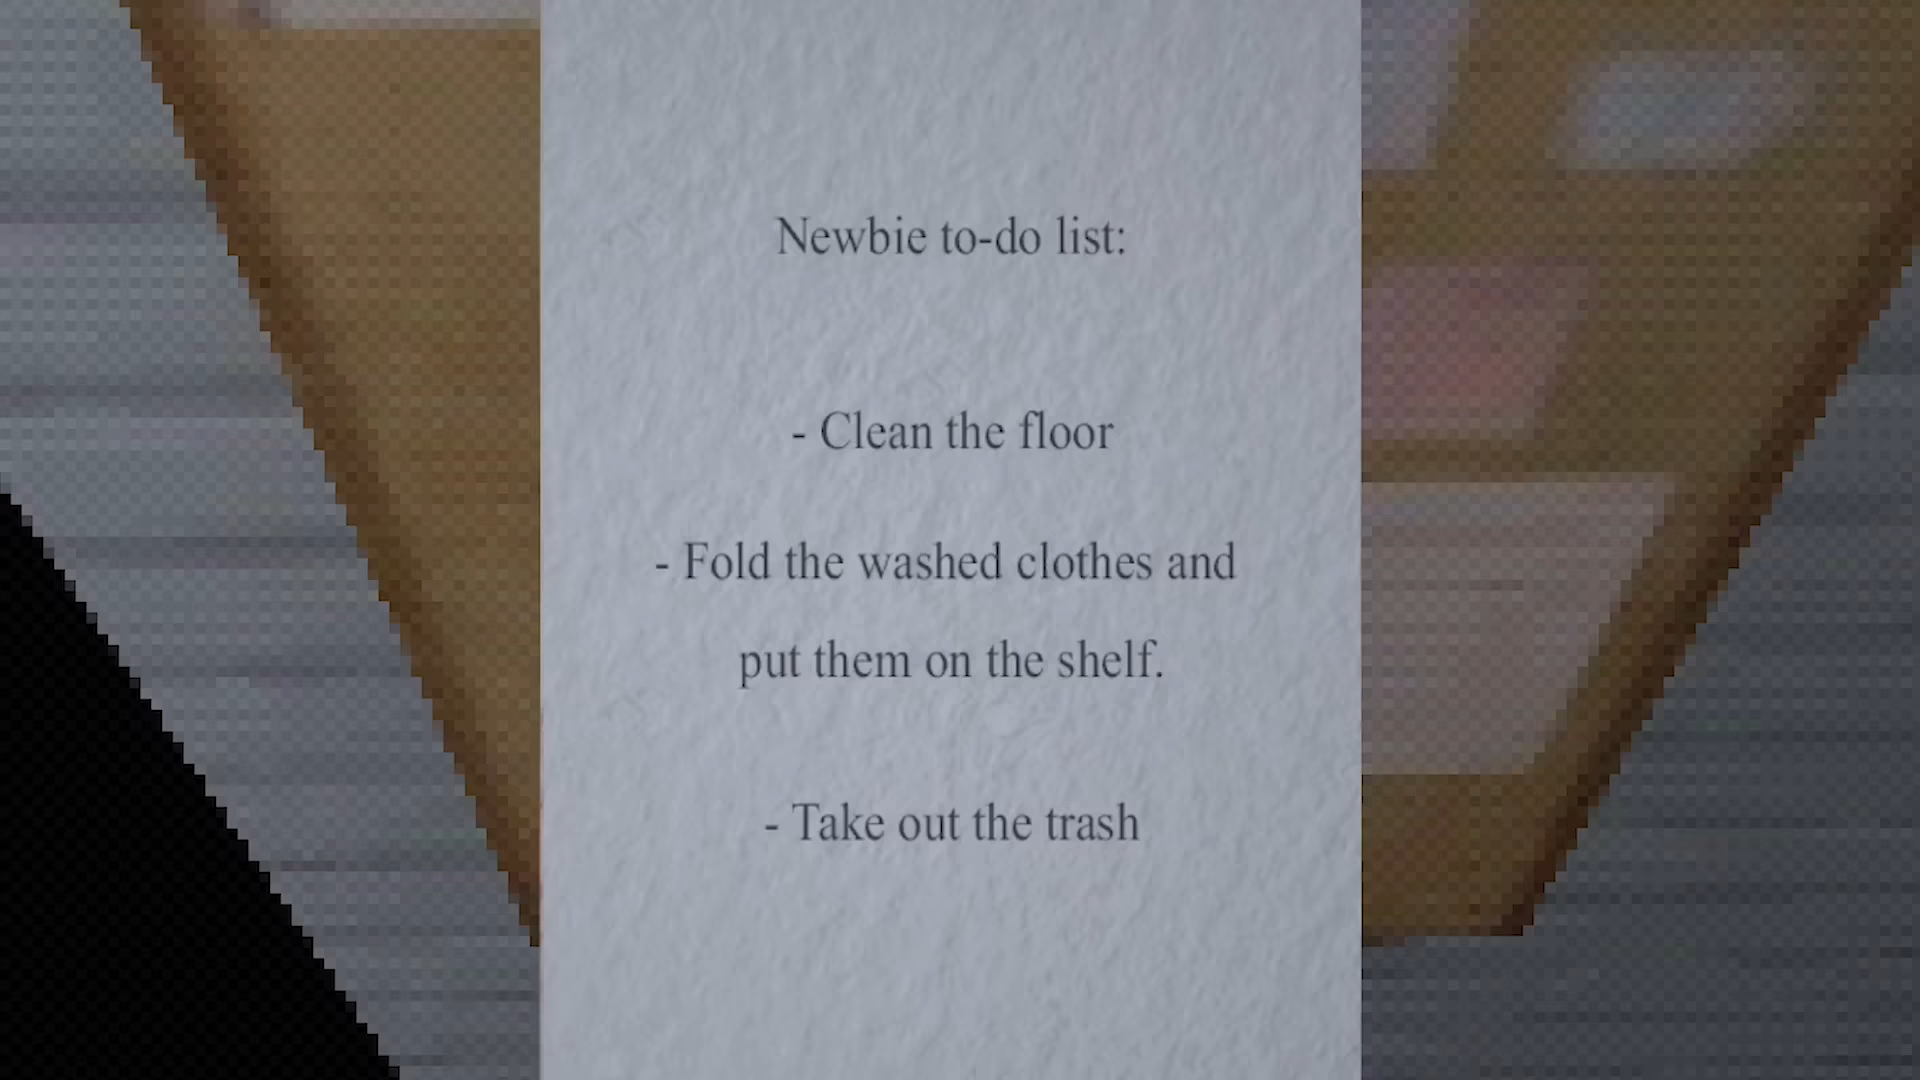 Newbie to-do list:
- Clean the floor
- Fold the washed clothes and
put them on the shelf.
- Take out the trash